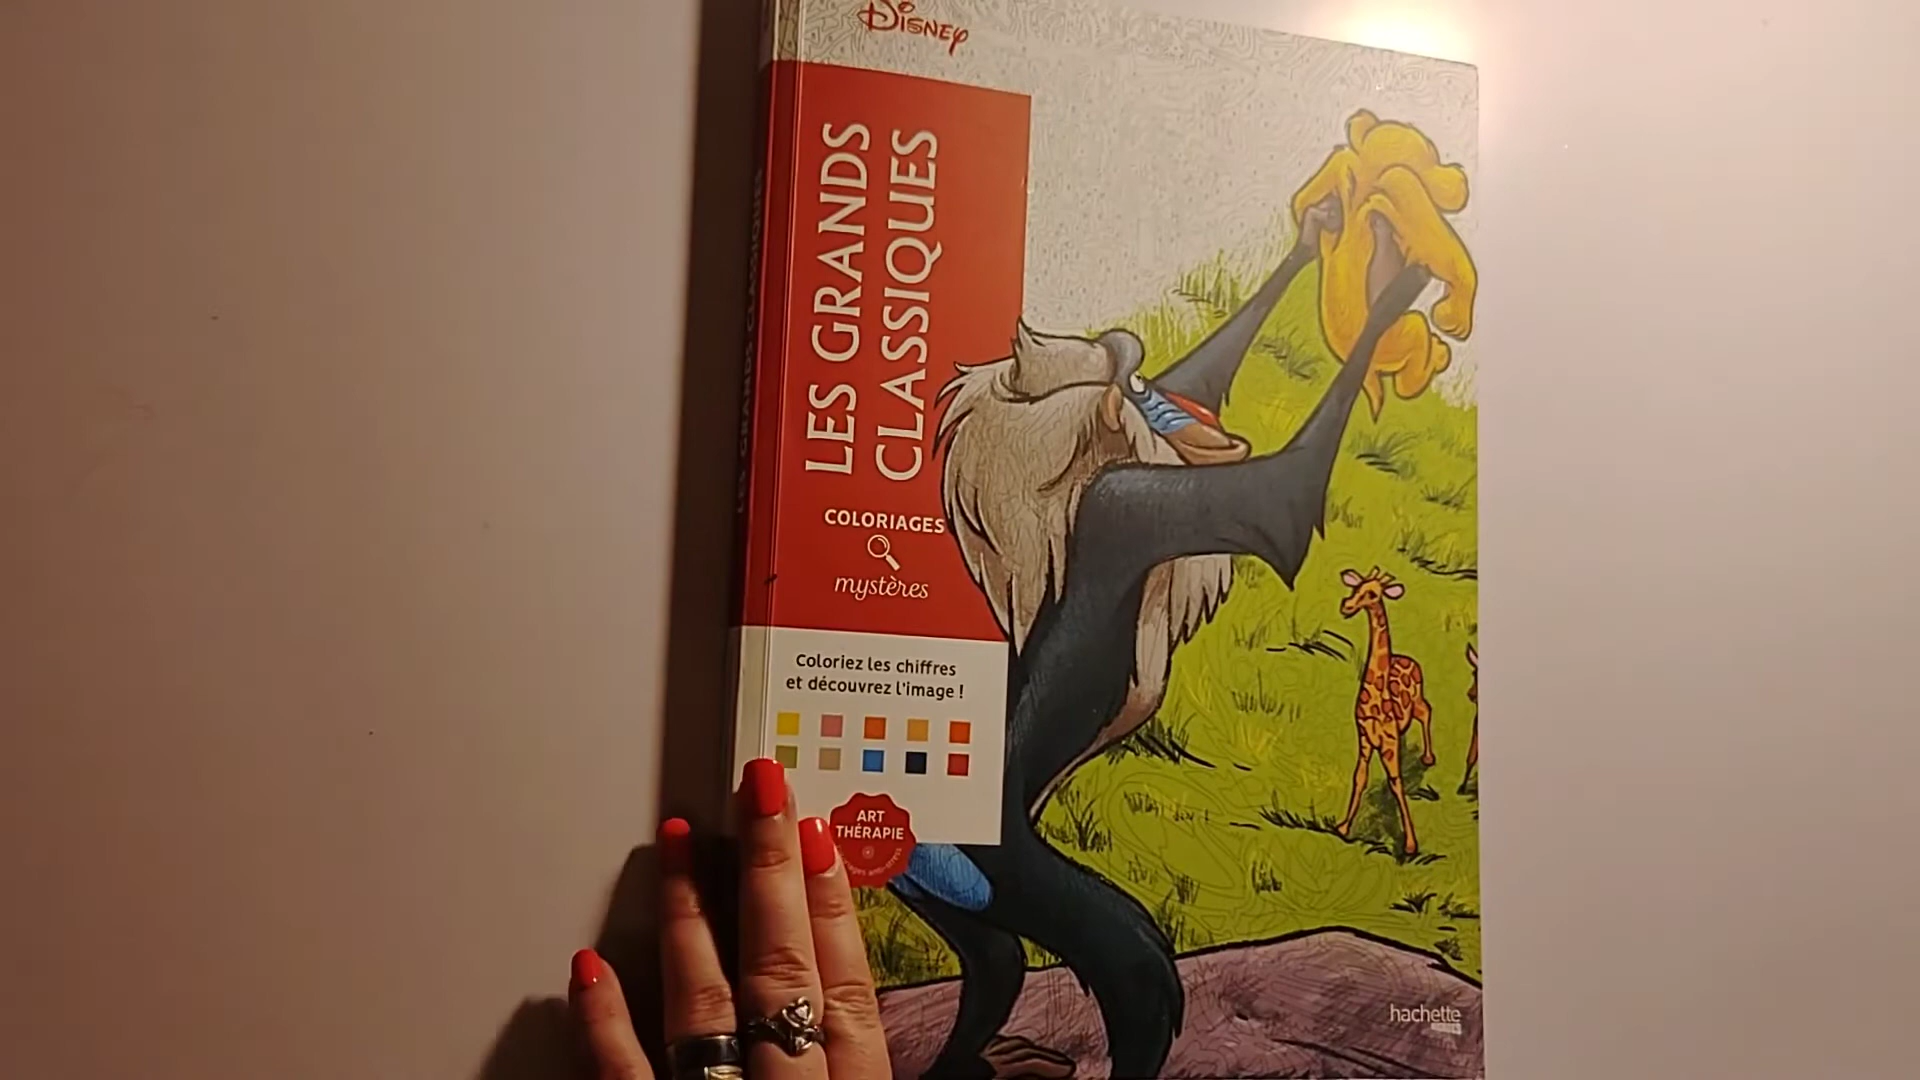 Disney
LES GRANDS
CLASSIQUES
COLORIAGES
mystères
Coloriez les chiffres
et découvrez l'image !
ART
THÉRAPIE
hachette
LES GRANDS CLASSIQUES